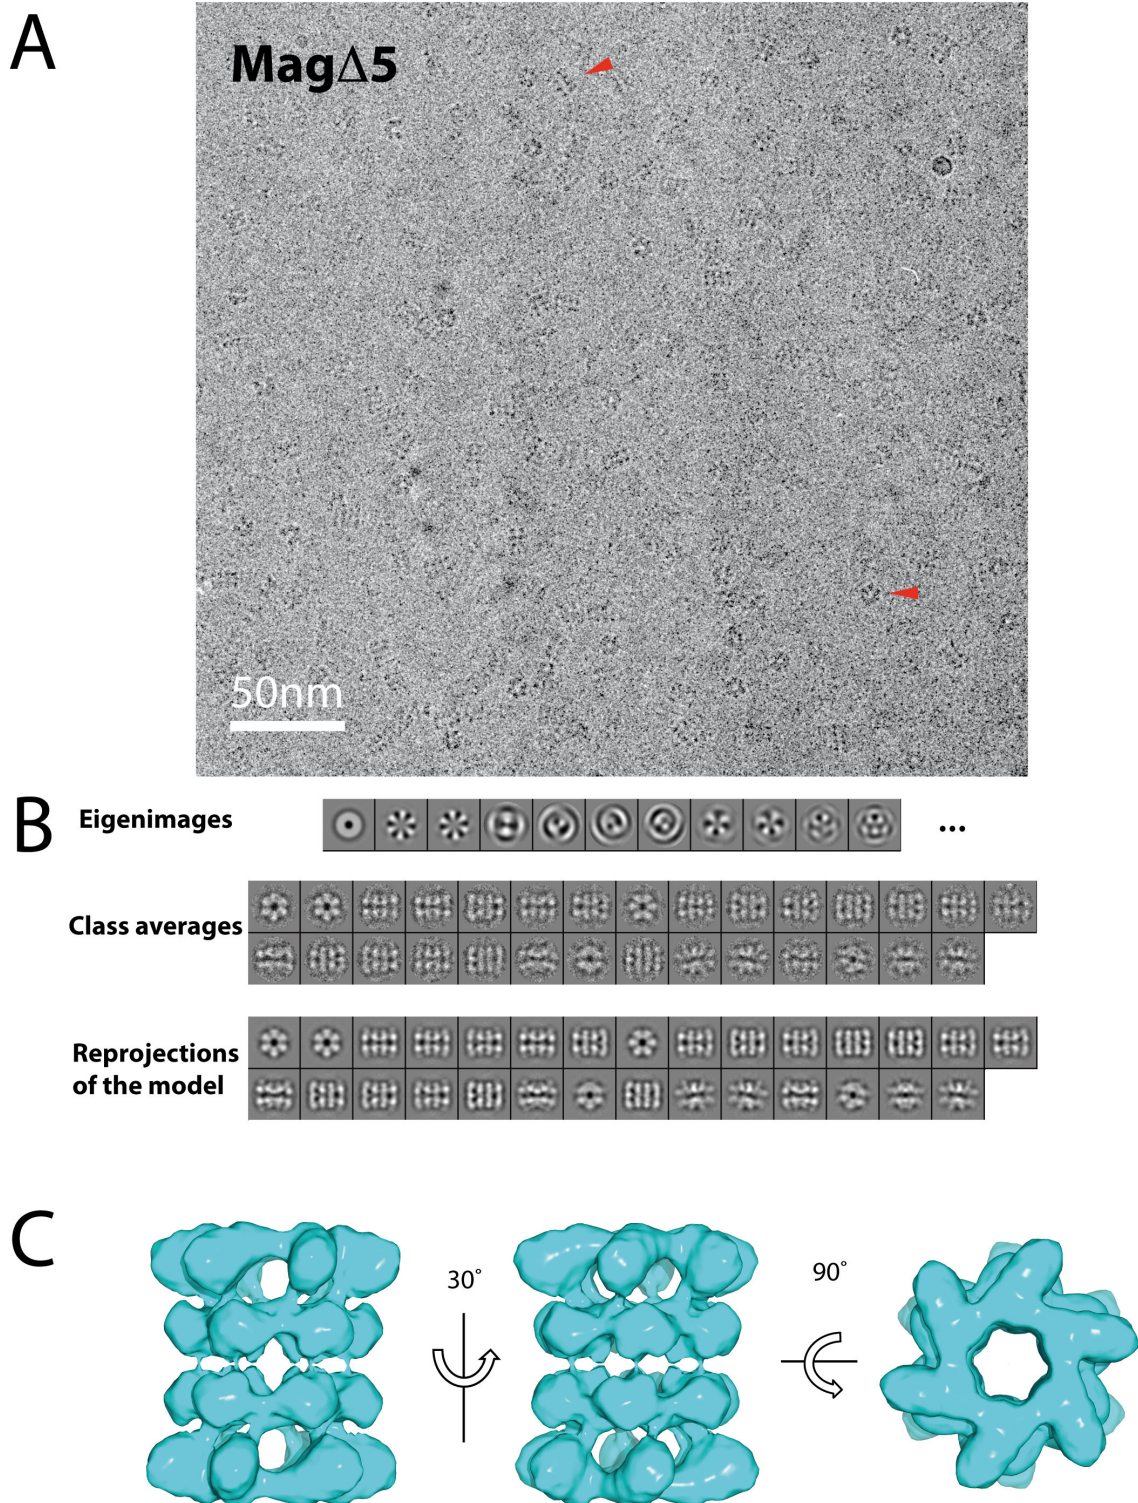 A
MagΔ5
50nm
B
Eigenimages
...
Class averages
Reprojections
of the model
C
30°
90°